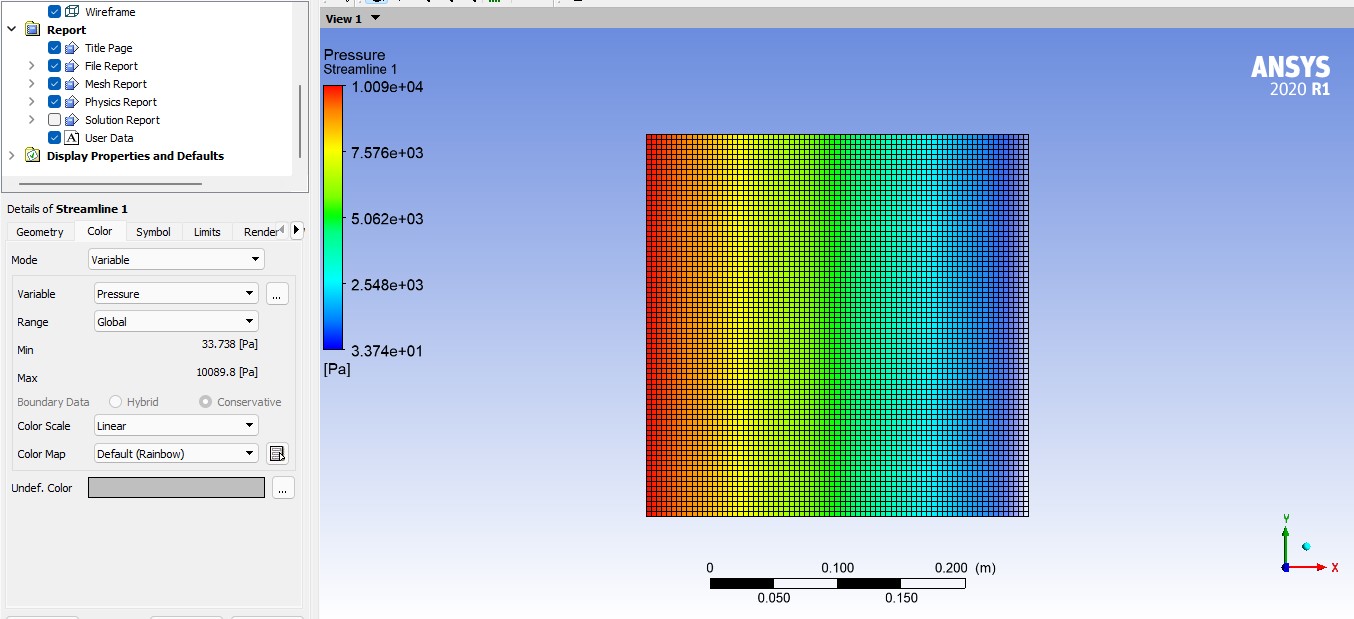 Wireframe
Report
Title Page
File Report
Mesh Report
Physics Report
Solution Report
A User Data
Display Properties and Defaults
Details of Streamline 1
Geometry Color Symbol Limits Render
Mode Variable
Variable Pressure ...
Range Global
Min 33.738 [Pa]
Max 10089.8 [Pa]
Boundary Data Hybrid Conservative
Color Scale Linear
Color Map Default (Rainbow)
Undef. Color ...
View 1
Pressure
Streamline 1
1.009e+04
7.576e+03
5.062e+03
2.548e+03
3.374e+01
[Pa]
ANSYS
2020 R1
0 0.100 0.200 (m)
0.050 0.150
Y
X